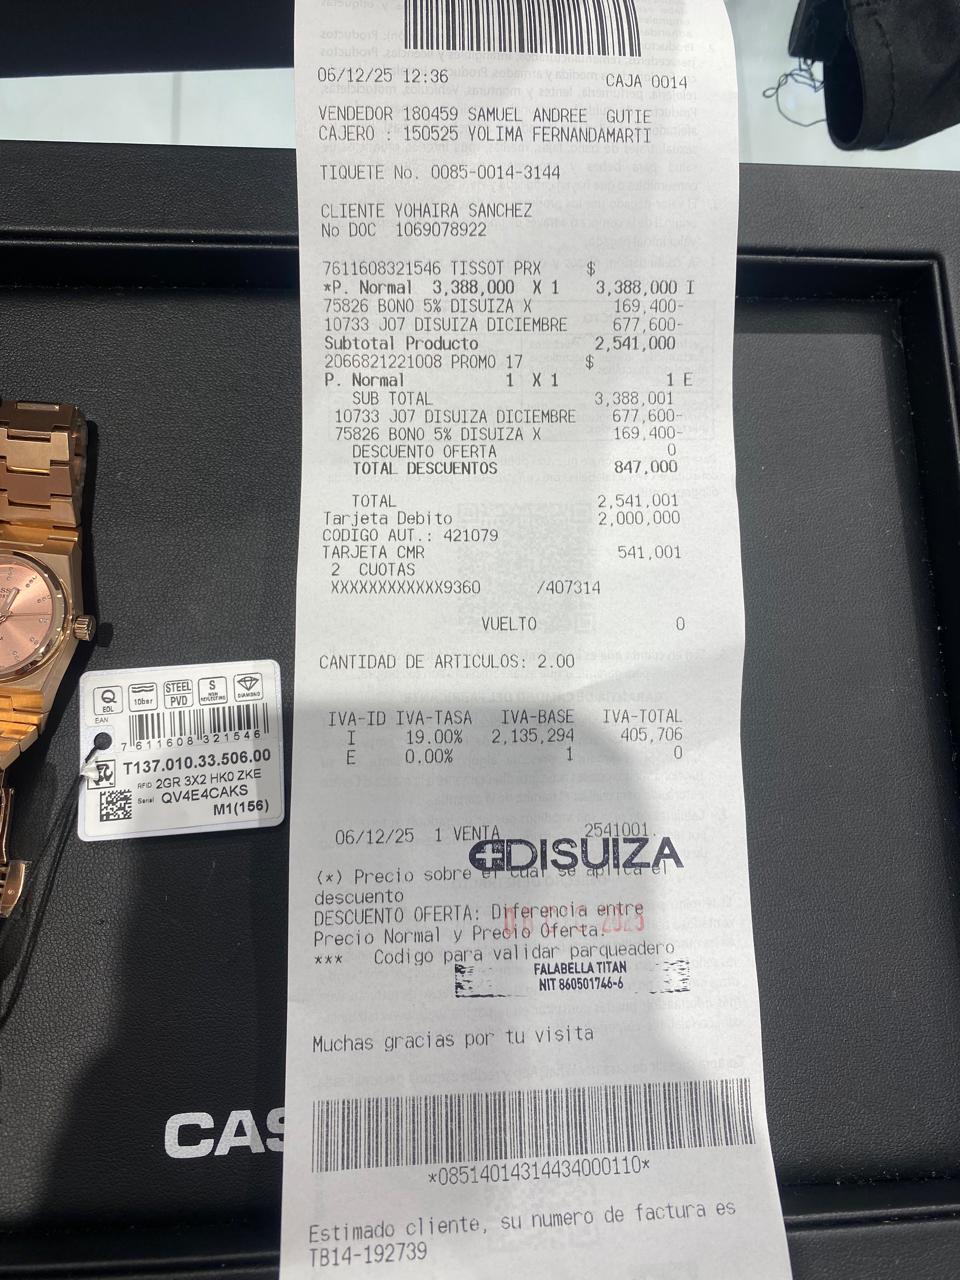 06/12/25 12:36 CAJA 0014
VENDEDOR 180459 SAMUEL ANDREE GUTIE
CAJERO : 150525 YOLIMA FERNANDAMARTI
TIQUETE No. 0085-0014-3144
CLIENTE YOHAIRA SANCHEZ
No DOC 1069078922
7611608321546 TISSOT PRX $
*P. Normal 3,388,000 X 1 3,388,000 I
75826 BONO 5% DISUIZA X 169,400-
10733 J07 DISUIZA DICIEMBRE 677,600-
Subtotal Producto 2,541,000
2066821221008 PROMO 17 $
P. Normal 1 X 1 1 E
SUB TOTAL 3,388,001
10733 J07 DISUIZA DICIEMBRE 677,600-
75826 BONO 5% DISUIZA X 169,400-
DESCUENTO OFERTA 0
TOTAL DESCUENTOS 847,000
TOTAL 2,541,001
Tarjeta Debito 2,000,000
CODIGO AUT.: 421079
TARJETA CMR 541,001
2 CUOTAS
XXXXXXXXXXXX9360 /407314
VUELTO 0
CANTIDAD DE ARTICULOS: 2.00
IVA-ID IVA-TASA IVA-BASE IVA-TOTAL
I 19.00% 2,135,294 405,706
E 0.00% 1 0
06/12/25 1 VENTA 2541001.
DISUIZA
(*) Precio sobre el cual se aplica el
descuento
DESCUENTO OFERTA: Diferencia entre
Precio Normal y Precio Oferta.
*** Codigo para validar parqueadero
FALABELLA TITAN
NIT 860501746-6
Muchas gracias por tu visita
*08514014314434000110*
Estimado cliente, su numero de factura es
TB14-192739
Q
EOL
10bar
STEEL
PVD
S
NON
REFLECTING
DIAMOND
EAN
7 611608 321546
T137.010.33.506.00
RFID 2GR 3X2 HK0 ZKE
Serial QV4E4CAKS
M1(156)
CAS